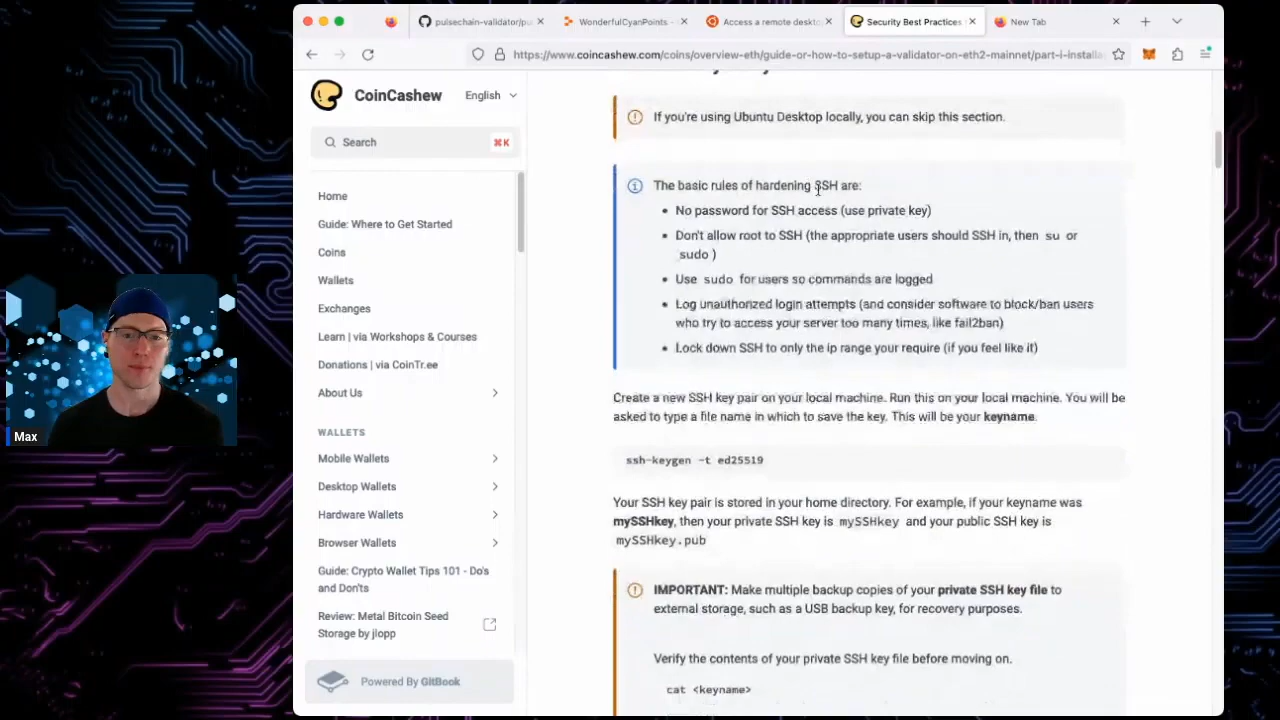 pulsechain-validator/pu
WonderfulCyanPoints -
Access a remote deskto
Security Best Practices
New Tab
https://www.coincashew.com/coins/overview-eth/guide-or-how-to-setup-a-validator-on-eth2-mainnet/part-i-installa
CoinCashew
English
Search
⌘K
Home
Guide: Where to Get Started
Coins
Wallets
Exchanges
Learn | via Workshops & Courses
Donations | via CoinTr.ee
About Us
WALLETS
Mobile Wallets
Desktop Wallets
Hardware Wallets
Browser Wallets
Guide: Crypto Wallet Tips 101 - Do's
and Don'ts
Review: Metal Bitcoin Seed
Storage by jlopp
Powered By GitBook
If you're using Ubuntu Desktop locally, you can skip this section.
The basic rules of hardening SSH are:
• No password for SSH access (use private key)
• Don't allow root to SSH (the appropriate users should SSH in, then su or
sudo )
• Use sudo for users so commands are logged
• Log unauthorized login attempts (and consider software to block/ban users
who try to access your server too many times, like fail2ban)
• Lock down SSH to only the ip range your require (if you feel like it)
Create a new SSH key pair on your local machine. Run this on your local machine. You will be
asked to type a file name in which to save the key. This will be your keyname.
ssh-keygen -t ed25519
Your SSH key pair is stored in your home directory. For example, if your keyname was
mySSHkey, then your private SSH key is mySSHkey and your public SSH key is
mySSHkey.pub
IMPORTANT: Make multiple backup copies of your private SSH key file to
external storage, such as a USB backup key, for recovery purposes.
Verify the contents of your private SSH key file before moving on.
cat <keyname>
Max